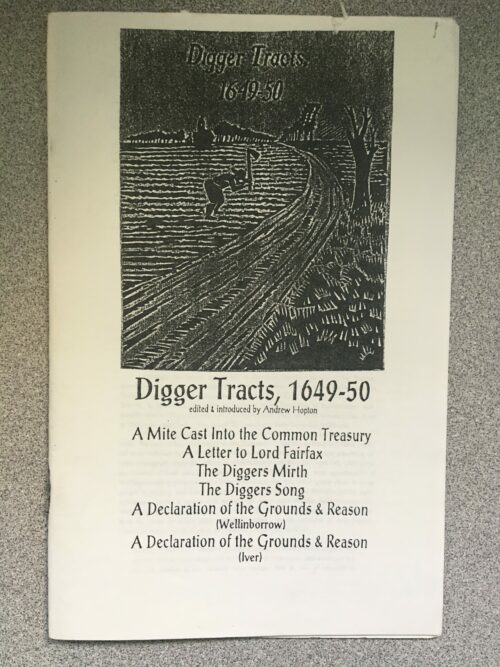 Digger Tracts,
1649-50
Digger Tracts, 1649-50
edited & introduced by Andrew Hopton
A Mite Cast Into the Common Treasury
A Letter to Lord Fairfax
The Diggers Mirth
The Diggers Song
A Declaration of the Grounds & Reason
(Wellinborrow)
A Declaration of the Grounds & Reason
(Iver)